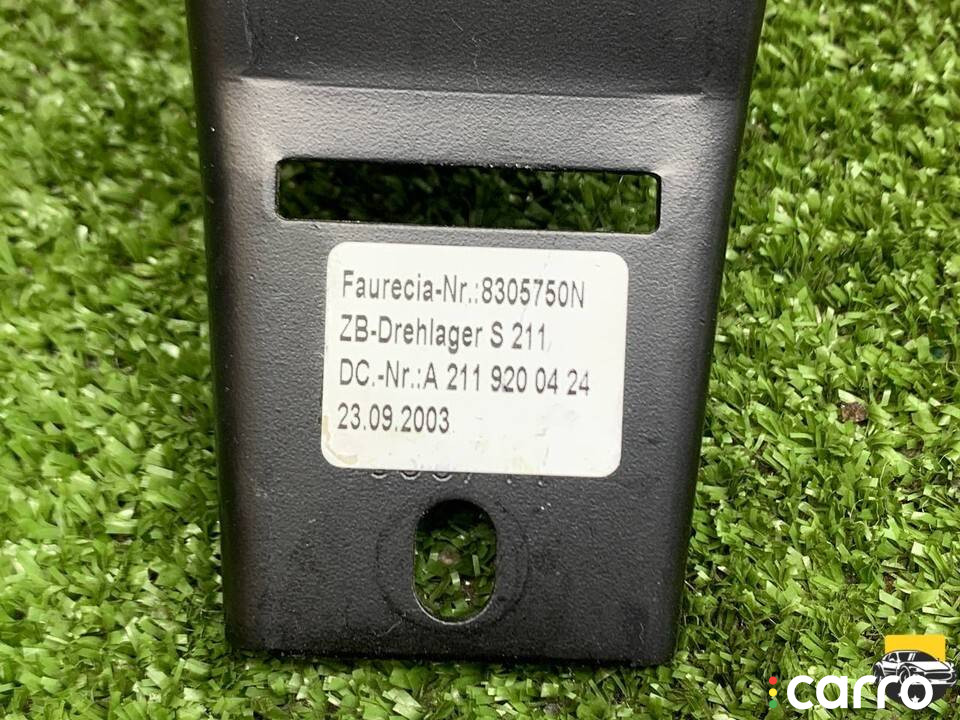 Faurecia-Nr.:8305750N
ZB-Drehlager S 211
DC.-Nr.:A 211 920 04 24
23.09.2003
carro